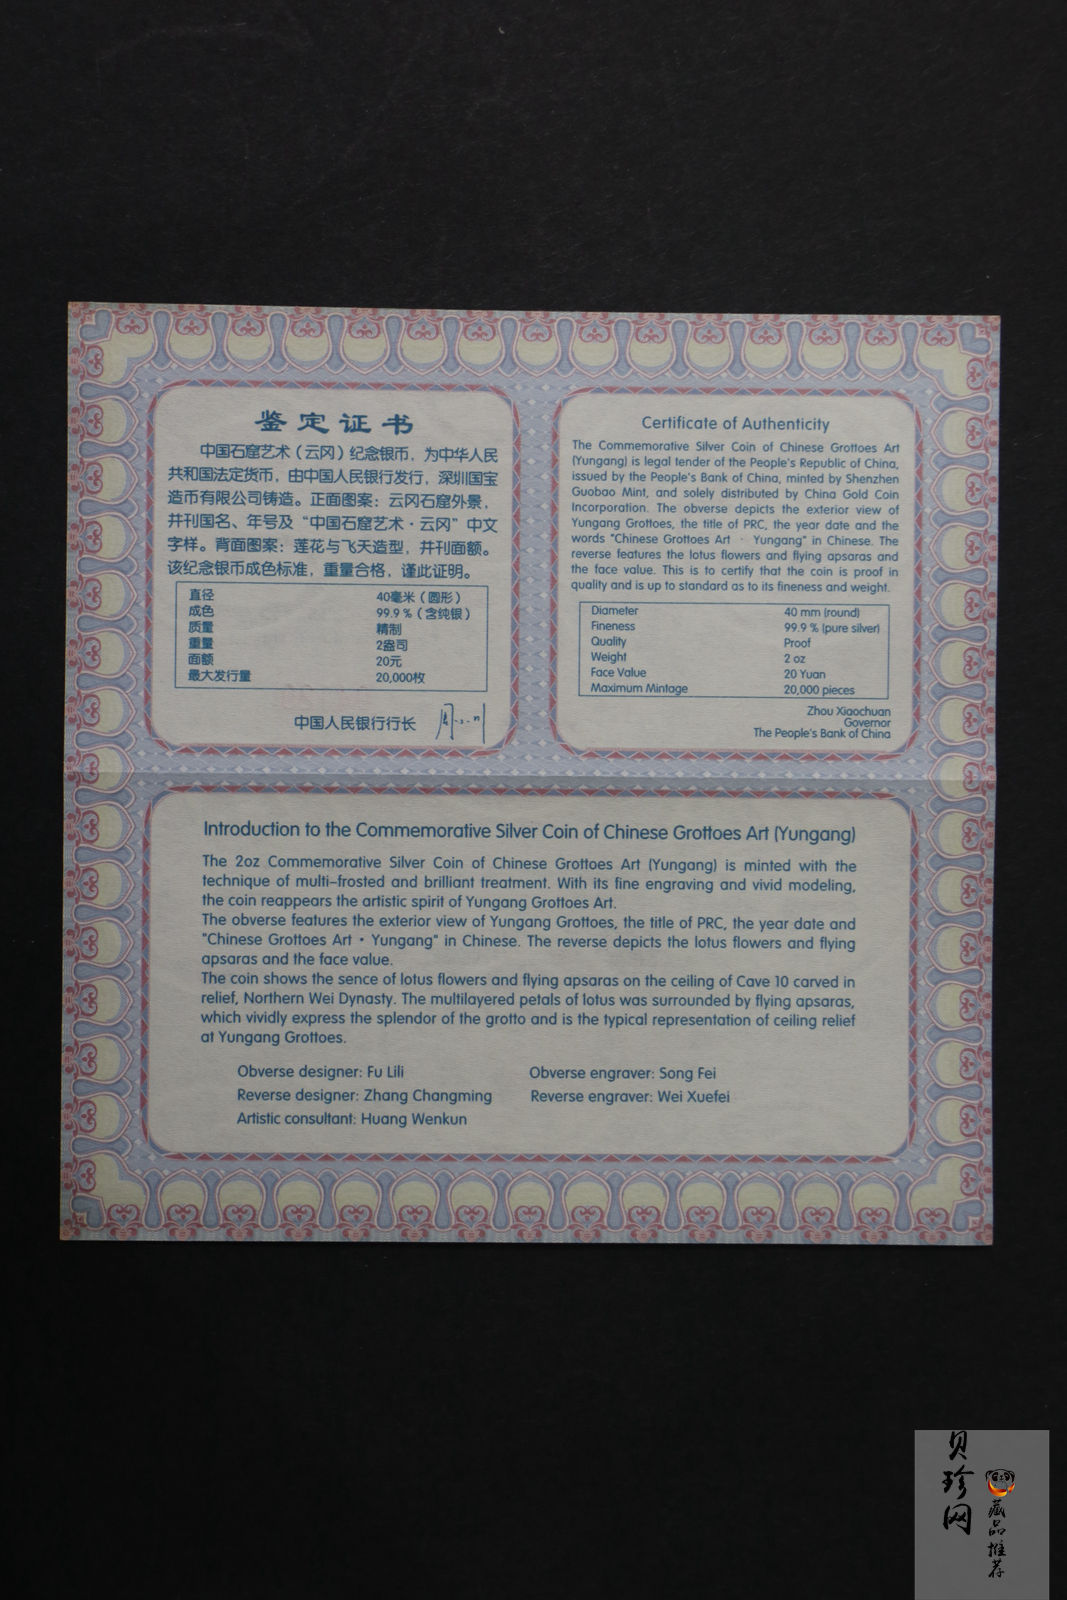 鉴定证书
中国石窟艺术（云冈）纪念银币，为中华人民
共和国法定货币，由中国人民银行发行，深圳国宝
造币有限公司铸造。正面图案：云冈石窟外景，
并刊国名、年号及“中国石窟艺术·云冈”中文
字样。背面图案：莲花与飞天造型，并刊面额。
该纪念银币成色标准，重量合格，谨此证明。
直径 40毫米（圆形）
成色 99.9％（含纯银）
质量 精制
重量 2盎司
面额 20元
最大发行量 20,000枚
中国人民银行行长
Certificate of Authenticity
The Commemorative Silver Coin of Chinese Grottoes Art
(Yungang) is legal tender of the People's Republic of China,
issued by the People's Bank of China, minted by Shenzhen
Guobao Mint, and solely distributed by China Gold Coin
Incorporation. The obverse depicts the exterior view of
Yungang Grottoes, the title of PRC, the year date and the
words "Chinese Grottoes Art · Yungang" in Chinese. The
reverse features the lotus flowers and flying apsaras and
the face value. This is to certify that the coin is proof in
quality and is up to standard as to its fineness and weight.
Diameter 40 mm (round)
Fineness 99.9 % (pure silver)
Quality Proof
Weight 2 oz
Face Value 20 Yuan
Maximum Mintage 20,000 pieces
Zhou Xiaochuan
Governor
The People's Bank of China
Introduction to the Commemorative Silver Coin of Chinese Grottoes Art (Yungang)
The 2oz Commemorative Silver Coin of Chinese Grottoes Art (Yungang) is minted with the
technique of multi-frosted and brilliant treatment. With its fine engraving and vivid modeling,
the coin reappears the artistic spirit of Yungang Grottoes Art.
The obverse features the exterior view of Yungang Grottoes, the title of PRC, the year date and
"Chinese Grottoes Art · Yungang" in Chinese. The reverse depicts the lotus flowers and flying
apsaras and the face value.
The coin shows the sence of lotus flowers and flying apsaras on the ceiling of Cave 10 carved in
relief, Northern Wei Dynasty. The multilayered petals of lotus was surrounded by flying apsaras,
which vividly express the splendor of the grotto and is the typical representation of ceiling relief
at Yungang Grottoes.
Obverse designer: Fu Lili Obverse engraver: Song Fei
Reverse designer: Zhang Changming Reverse engraver: Wei Xuefei
Artistic consultant: Huang Wenkun
贝珍网
藏品推荐